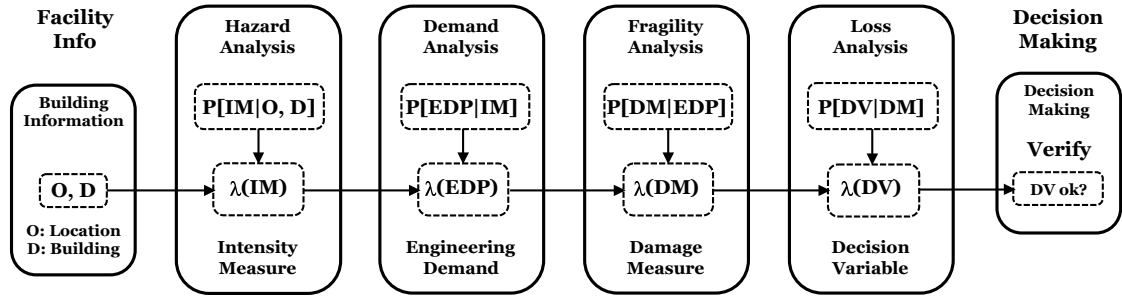 Facility
Info
Building
Information
O, D
O: Location
D: Building
Hazard
Analysis
P[IM|O, D]
λ(IM)
Intensity
Measure
Demand
Analysis
P[EDP|IM]
λ(EDP)
Engineering
Demand
Fragility
Analysis
P[DM|EDP]
λ(DM)
Damage
Measure
Loss
Analysis
P[DV|DM]
λ(DV)
Decision
Variable
Decision
Making
Decision
Making
Verify
DV ok?